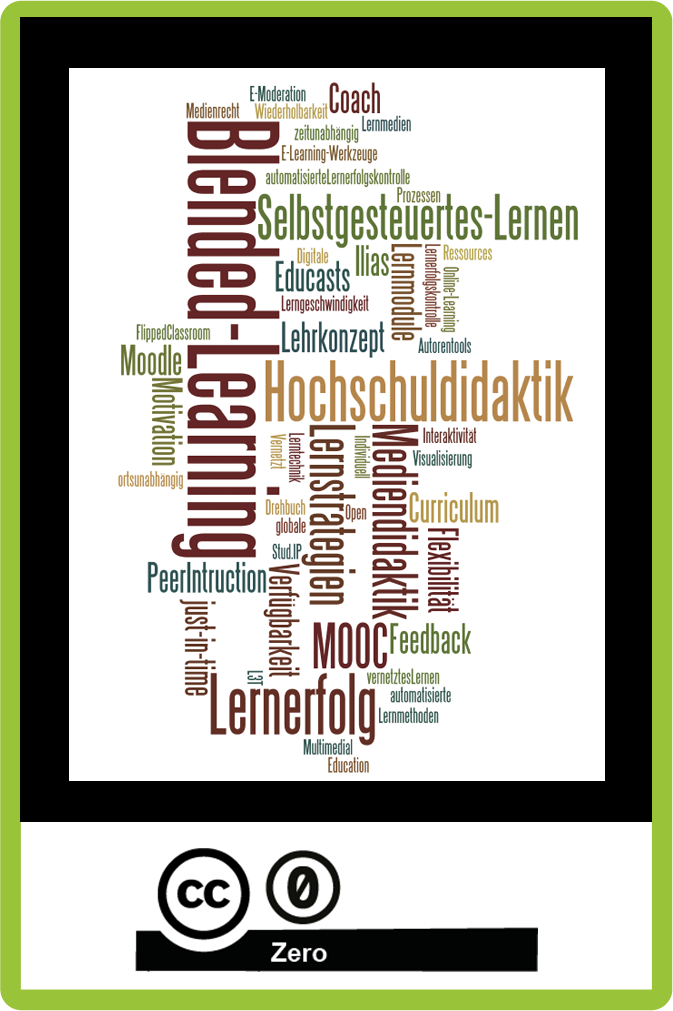 E-Moderation
Coach
Medienrecht
Wiederholbarkeit
Lernmedien
zeitunabhängig
Blended-Learning
E-Learning-Werkzeuge
automatisierteLernerfolgskontrolle
Prozessen
Selbstgesteuertes-Lernen
Digitale
Ilias
Lernmodule
Lernerfolgskontrolle
Ressources
Educasts
Online-Learning
Lerngeschwindigkeit
FlippedClassroom
Lehrkonzept
Autorentools
Moodle
Hochschuldidaktik
Motivation
Vernetzt
Lerntechnik
Lernstrategien
Individuell
Mediendidaktik
Interaktivität
Visualisierung
ortsunabhängig
Drehbuch
Open
Curriculum
globale
Flexibilität
Stud.IP
PeerIntruction
Verfügbarkeit
just-in-time
MOOC
Feedback
L3T
vernetztesLernen
Lernerfolg
automatisierte
Lernmethoden
Multimedial
Education
cc 0
Zero